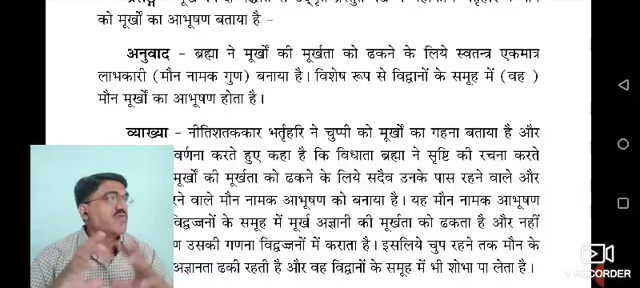 को मूर्खों का आभूषण बताया है -
अनुवाद - ब्रह्मा ने मूर्खों की मूर्खता को ढकने के लिये स्वतन्त्र एकमात्र
लाभकारी (मौन नामक गुण) बनाया है। विशेष रूप से विद्वानों के समूह में (वह )
मौन मूर्खों का आभूषण होता है।
व्याख्या - नीतिशतककार भर्तृहरि ने चुप्पी को मूर्खों का गहना बताया है और
वर्णना करते हुए कहा है कि विधाता ब्रह्मा ने सृष्टि की रचना करते
मूर्खों की मूर्खता को ढकने के लिये सदैव उनके पास रहने वाले और
रने वाले मौन नामक आभूषण को बनाया है। यह मौन नामक आभूषण
विद्वज्जनों के समूह में मूर्ख अज्ञानी की मूर्खता को ढकता है और नहीं
ण उसकी गणना विद्वज्जनों में कराता है। इसलिये चुप रहने तक मौन के
अज्ञानता ढकी रहती है और वह विद्वानों के समूह में भी शोभा पा लेता है।
V RECORDER